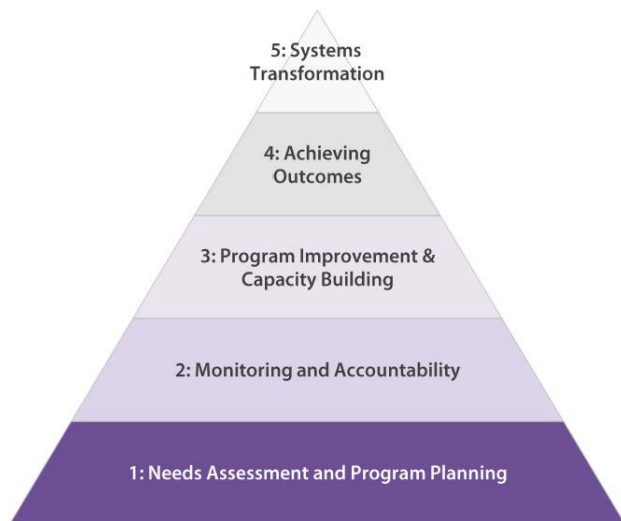 5: Systems
Transformation
4: Achieving
Outcomes
3: Program Improvement &
Capacity Building
2: Monitoring and Accountability
1: Needs Assessment and Program Planning